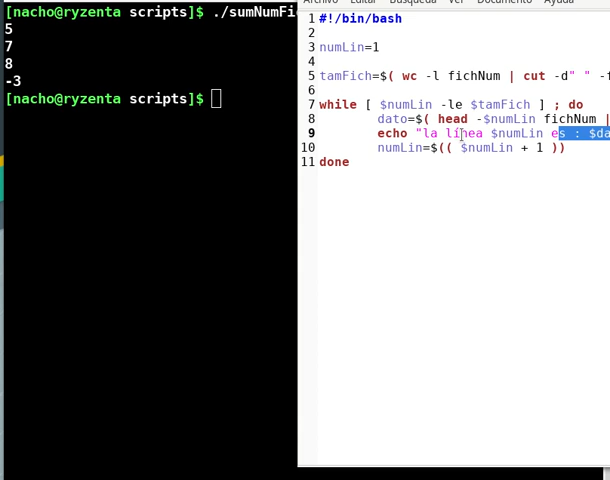 [nacho@ryzenta scripts]$ ./sumNumFi
5
7
8
-3
[nacho@ryzenta scripts]$
Archivo Editar Búsqueda Ver Documento Ayuda
1 #!/bin/bash
2
3 numLin=1
4
5 tamFich=$( wc -l fichNum | cut -d" " -f
6
7 while [ $numLin -le $tamFich ] ; do
8 dato=$( head -$numLin fichNum |
9 echo "la línea $numLin es : $da
10 numLin=$(( $numLin + 1 ))
11 done